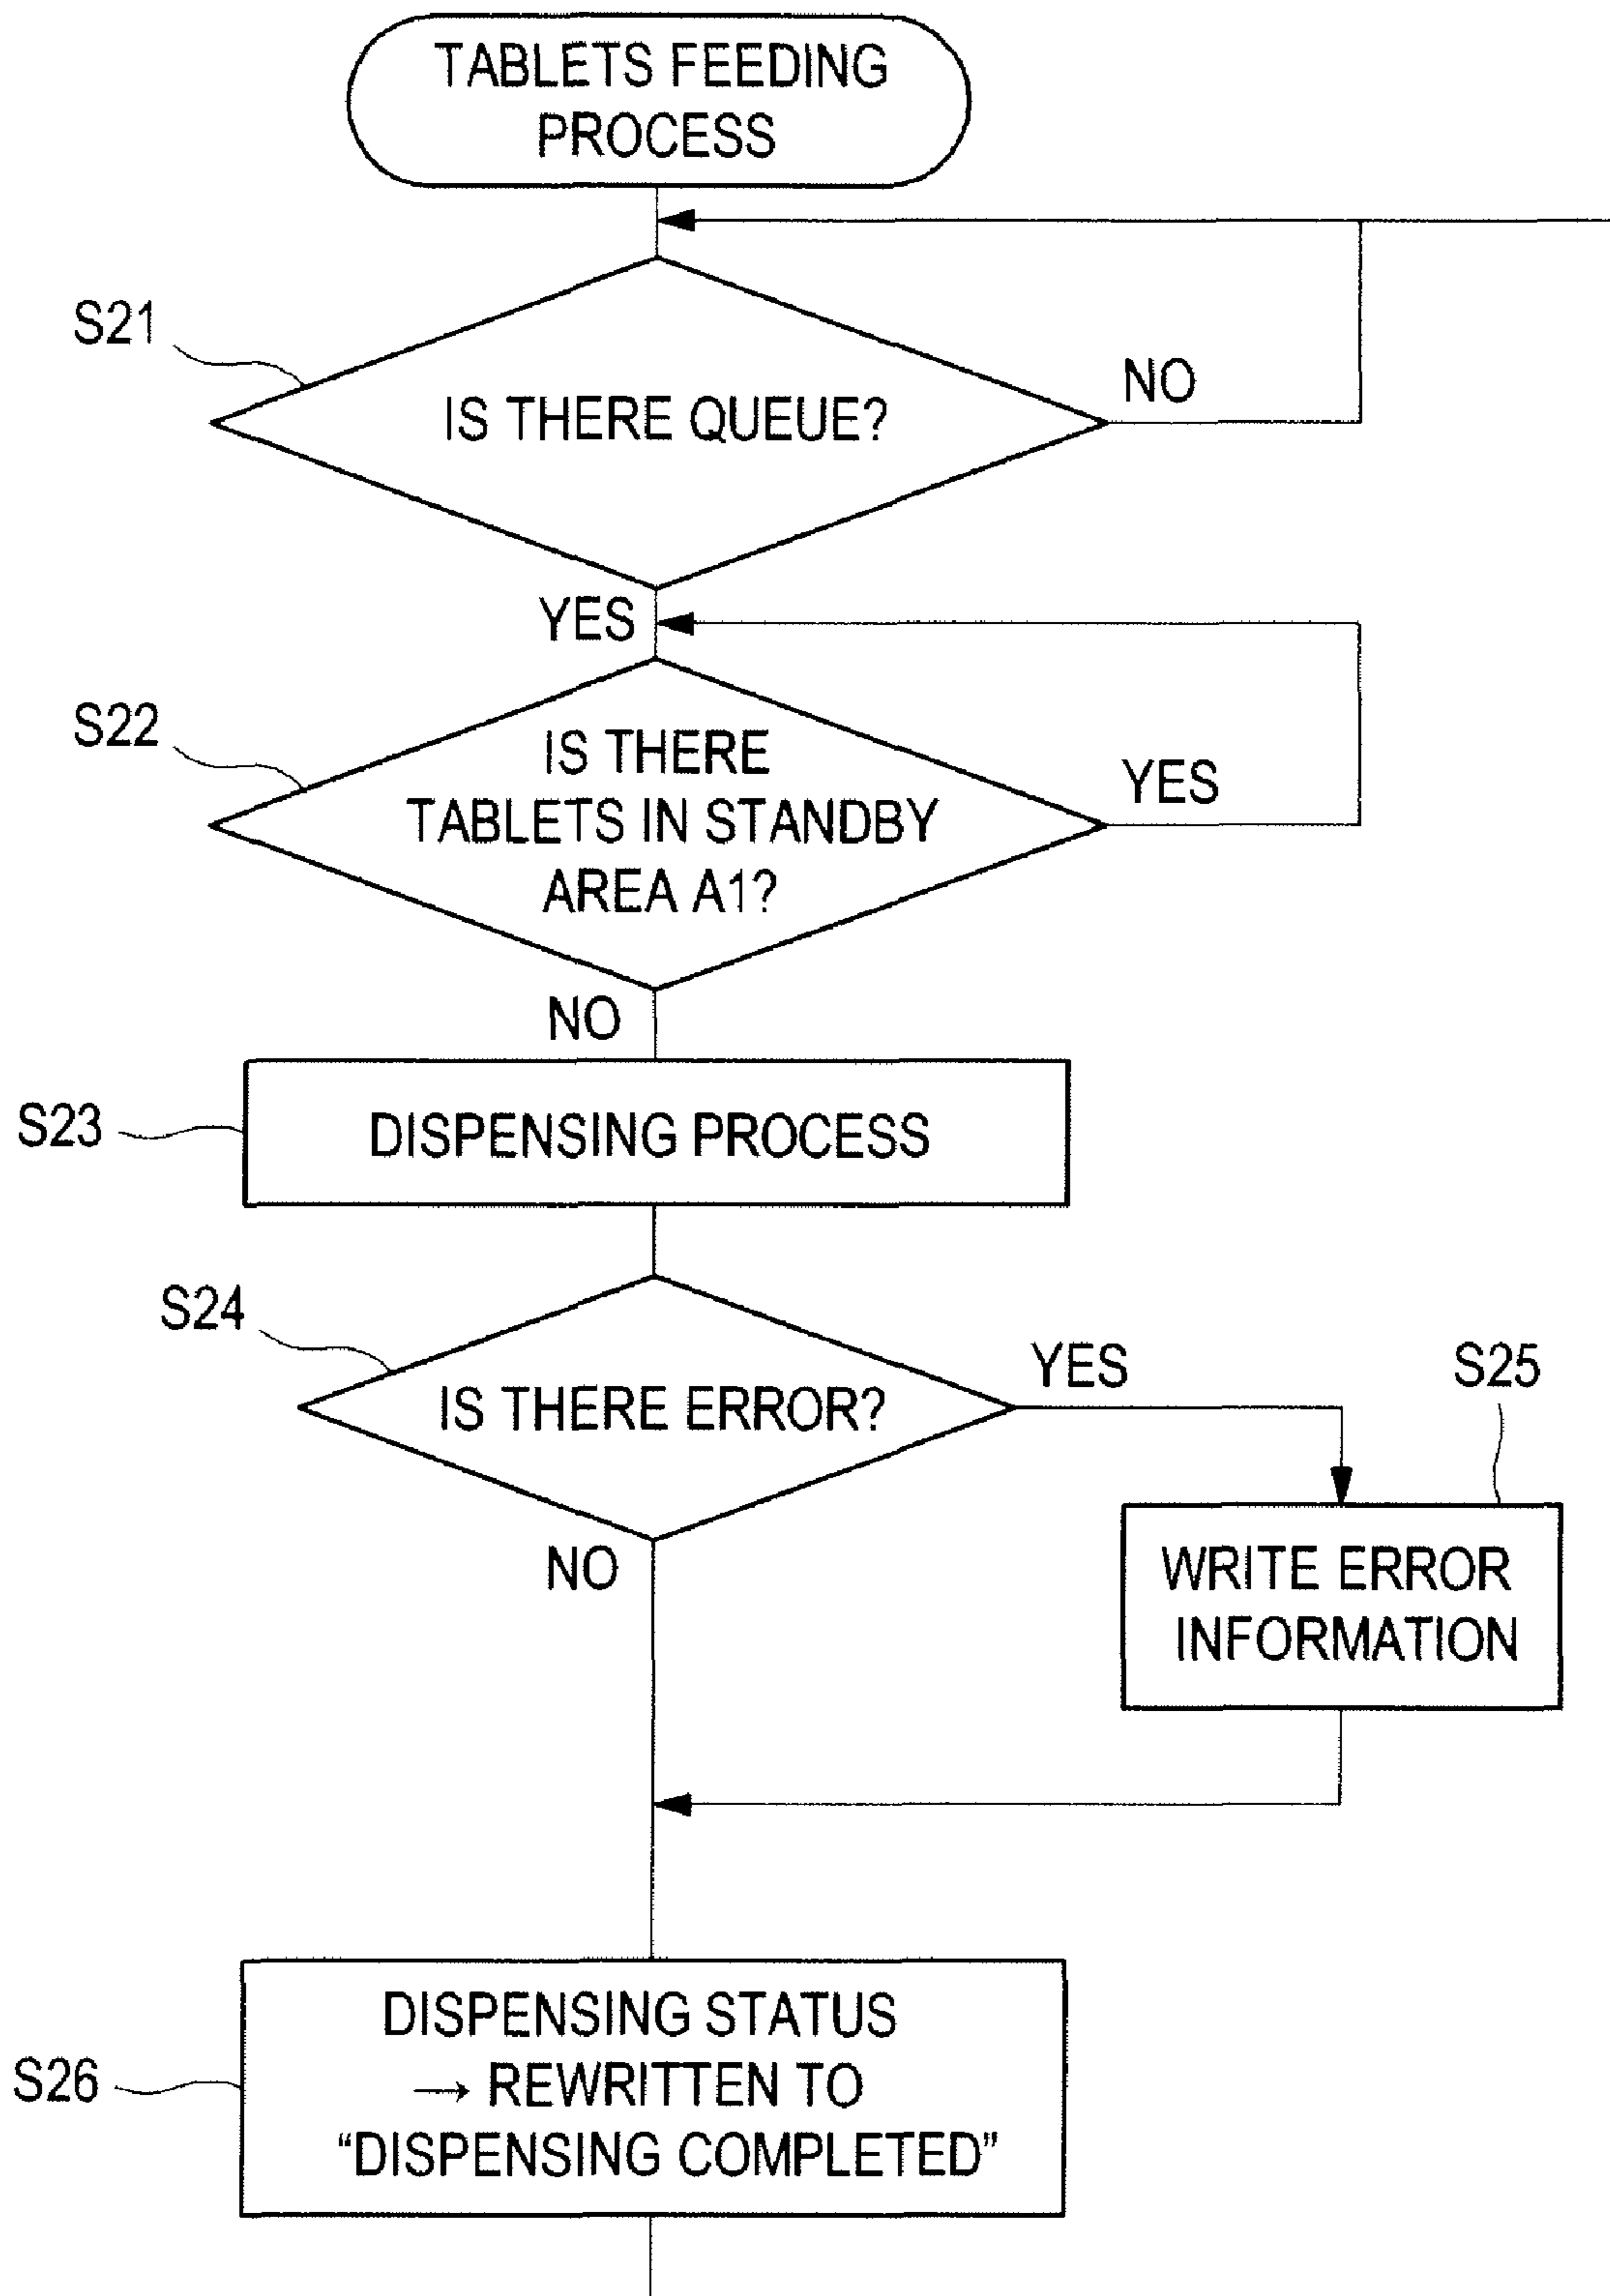 TABLETS FEEDING
PROCESS
S21
IS THERE QUEUE?
NO
YES
S22
IS THERE
TABLETS IN STANDBY
AREA A1?
YES
NO
S23
DISPENSING PROCESS
S24
IS THERE ERROR?
YES
S25
NO
WRITE ERROR
INFORMATION
S26
DISPENSING STATUS
→ REWRITTEN TO
“DISPENSING COMPLETED”